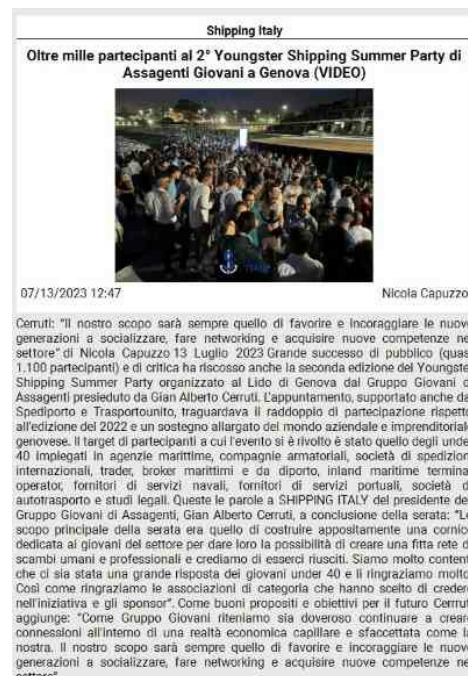 Shipping Italy
Oltre mille partecipanti al 2° Youngster Shipping Summer Party di
Assagenti Giovani a Genova (VIDEO)
07/13/2023 12:47 Nicola Capuzzo
Cerruti: "Il nostro scopo sarà sempre quello di favorire e incoraggiare le nuove
generazioni a socializzare, fare networking e acquisire nuove competenze ne
settore" di Nicola Capuzzo 13 Luglio 2023 Grande successo di pubblico (quas
1.100 partecipanti) e di critica ha riscosso anche la seconda edizione del Youngste
Shipping Summer Party organizzato al Lido di Genova dal Gruppo Giovani d
Assagenti presieduto da Gian Alberto Cerruti. L'appuntamento, supportato anche da
Spediporto e Trasportounito, traguardava il raddoppio di partecipazione rispetto
all'edizione del 2022 e un sostegno allargato del mondo aziendale e imprenditoriale
genovese. Il target di partecipanti a cui l'evento si è rivolto è stato quello degli unde
40 impiegati in agenzie marittime, compagnie armatoriali, società di spedizion
internazionali, trader, broker marittimi e da diporto, inland maritime termina
operator, fornitori di servizi navali, fornitori di servizi portuali, società d
autotrasporto e studi legali. Queste le parole a SHIPPING ITALY del presidente de
Gruppo Giovani di Assagenti, Gian Alberto Cerruti, a conclusione della serata: "Lo
scopo principale della serata era quello di costruire appositamente una cornice
dedicata ai giovani del settore per dare loro la possibilità di creare una fitta rete d
scambi umani e professionali e crediamo di esserci riusciti. Siamo molto content
che ci sia stata una grande risposta dei giovani under 40 e li ringraziamo molto
Così come ringraziamo le associazioni di categoria che hanno scelto di credere
nell'iniziativa e gli sponsor". Come buoni propositi e obiettivi per il futuro Cerrut
aggiunge: "Come Gruppo Giovani riteniamo sia doveroso continuare a creare
connessioni all'interno di una realtà economica capillare e sfaccettata come la
nostra. Il nostro scopo sarà sempre quello di favorire e incoraggiare le nuove
generazioni a socializzare, fare networking e acquisire nuove competenze ne